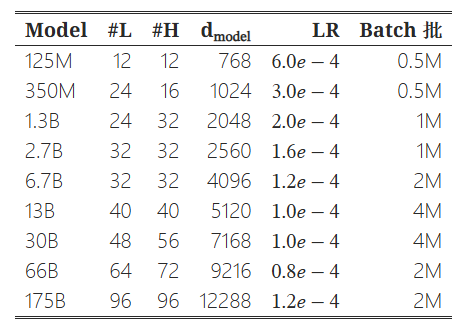 Model #L #H dmodel LR Batch 批
125M 12 12 768 6.0e − 4 0.5M
350M 24 16 1024 3.0e − 4 0.5M
1.3B 24 32 2048 2.0e − 4 1M
2.7B 32 32 2560 1.6e − 4 1M
6.7B 32 32 4096 1.2e − 4 2M
13B 40 40 5120 1.0e − 4 4M
30B 48 56 7168 1.0e − 4 4M
66B 64 72 9216 0.8e − 4 2M
175B 96 96 12288 1.2e − 4 2M